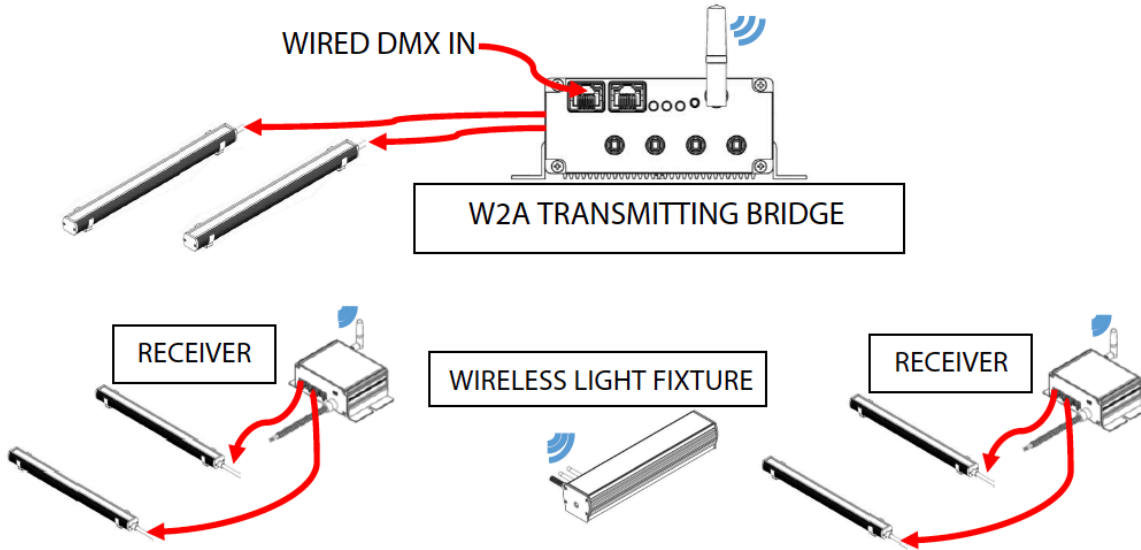 WIRED DMX IN
W2A TRANSMITTING BRIDGE
RECEIVER
WIRELESS LIGHT FIXTURE
RECEIVER